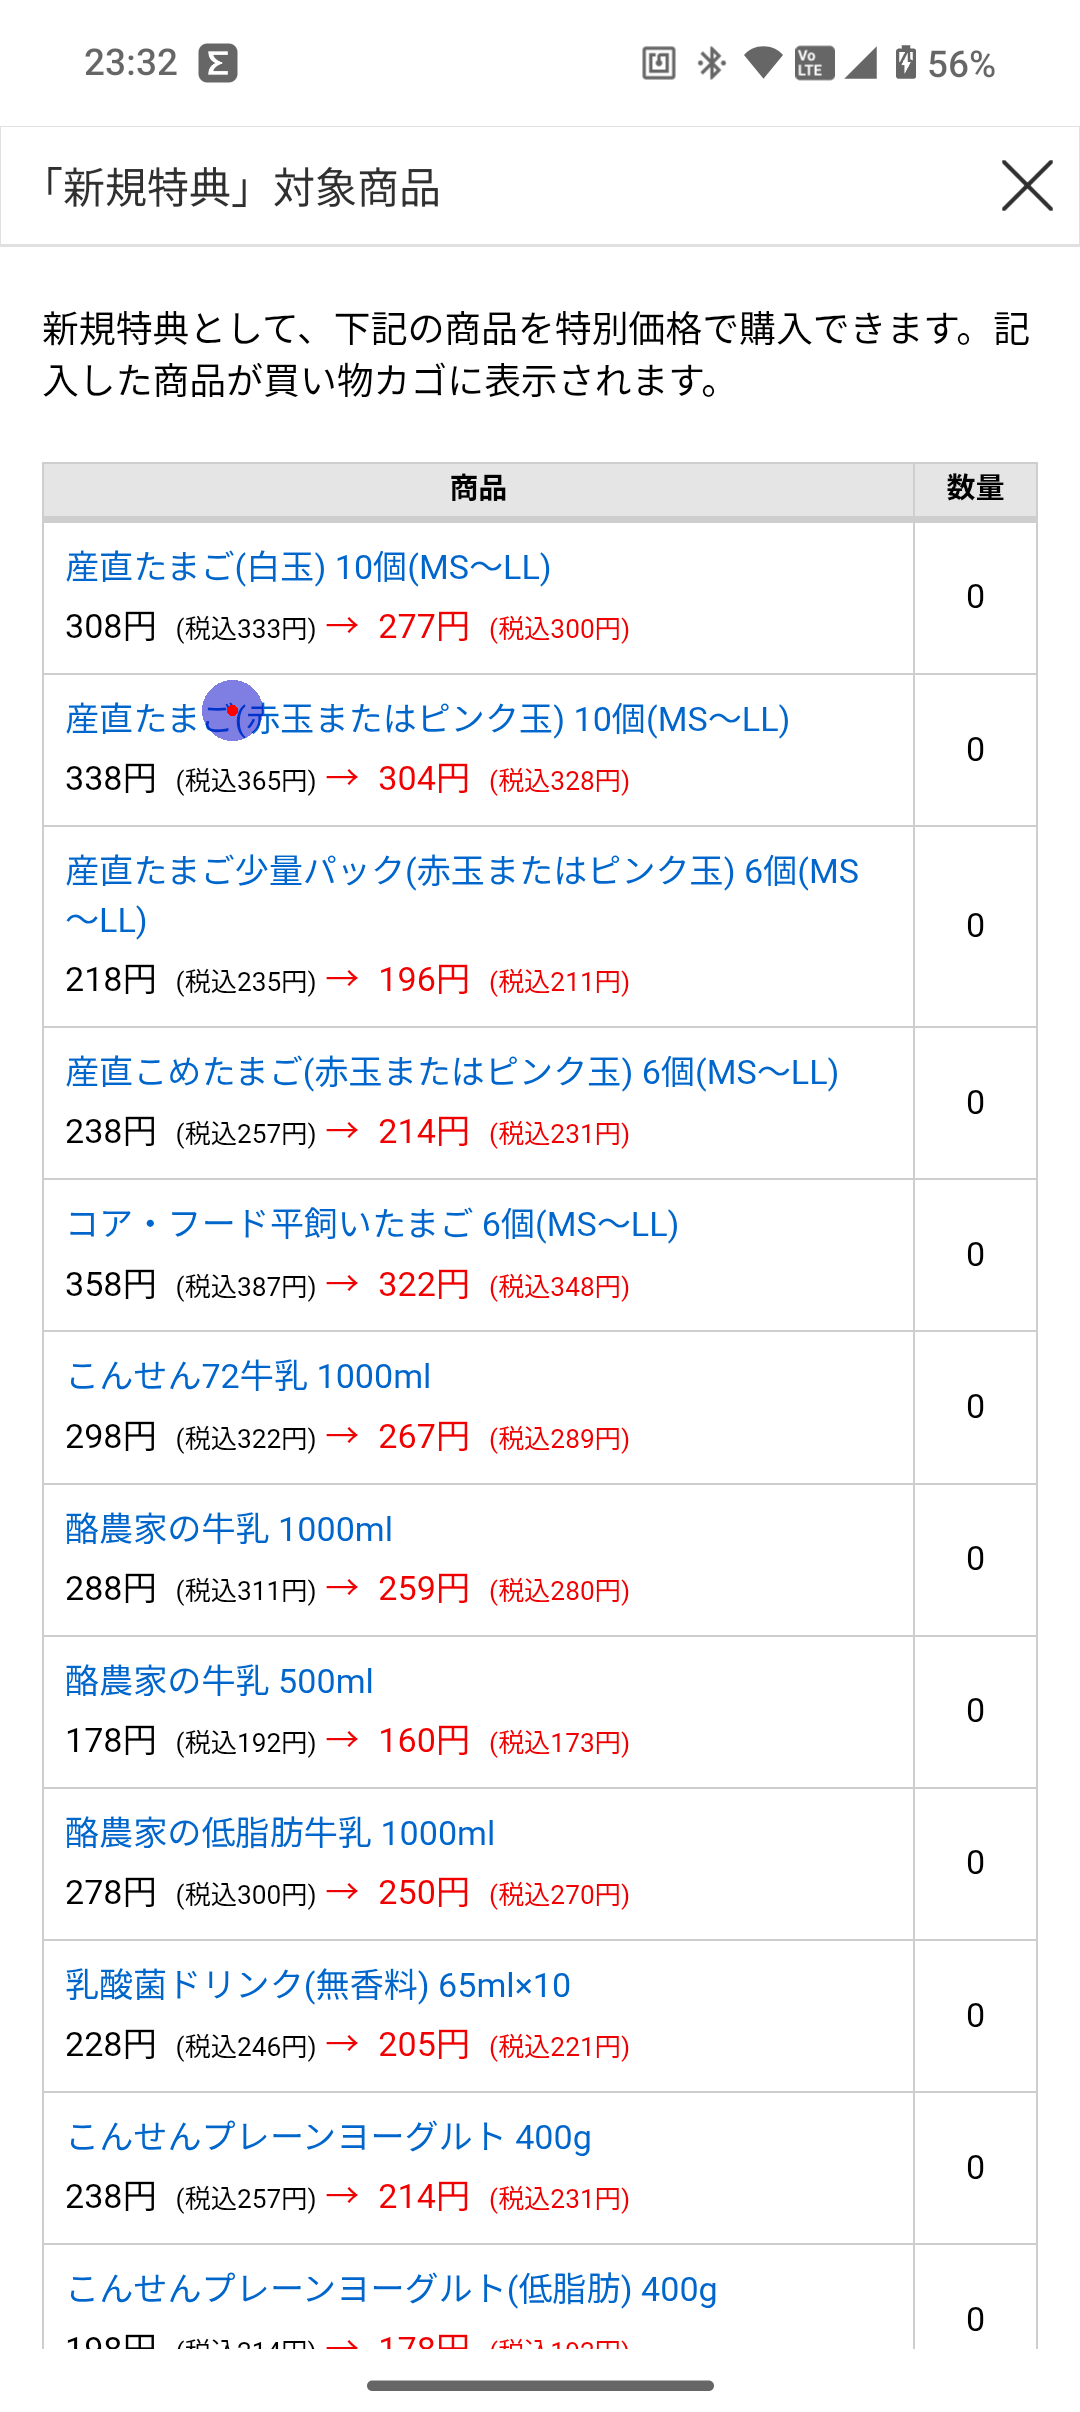 23:32 Vo LTE 56%
「新規特典」対象商品
新規特典として、下記の商品を特別価格で購入できます。記
入した商品が買い物カゴに表示されます。
商品 数量
産直たまご(白玉) 10個(MS〜LL)
308円 (税込333円) → 277円 (税込300円) 0
産直たまご(赤玉またはピンク玉) 10個(MS〜LL)
338円 (税込365円) → 304円 (税込328円) 0
産直たまご少量パック(赤玉またはピンク玉) 6個(MS
〜LL)
218円 (税込235円) → 196円 (税込211円) 0
産直こめたまご(赤玉またはピンク玉) 6個(MS〜LL)
238円 (税込257円) → 214円 (税込231円) 0
コア・フード平飼いたまご 6個(MS〜LL)
358円 (税込387円) → 322円 (税込348円) 0
こんせん72牛乳 1000ml
298円 (税込322円) → 267円 (税込289円) 0
酪農家の牛乳 1000ml
288円 (税込311円) → 259円 (税込280円) 0
酪農家の牛乳 500ml
178円 (税込192円) → 160円 (税込173円) 0
酪農家の低脂肪牛乳 1000ml
278円 (税込300円) → 250円 (税込270円) 0
乳酸菌ドリンク(無香料) 65ml×10
228円 (税込246円) → 205円 (税込221円) 0
こんせんプレーンヨーグルト 400g
238円 (税込257円) → 214円 (税込231円) 0
こんせんプレーンヨーグルト(低脂肪) 400g
198円 (税込214円) → 178円 0